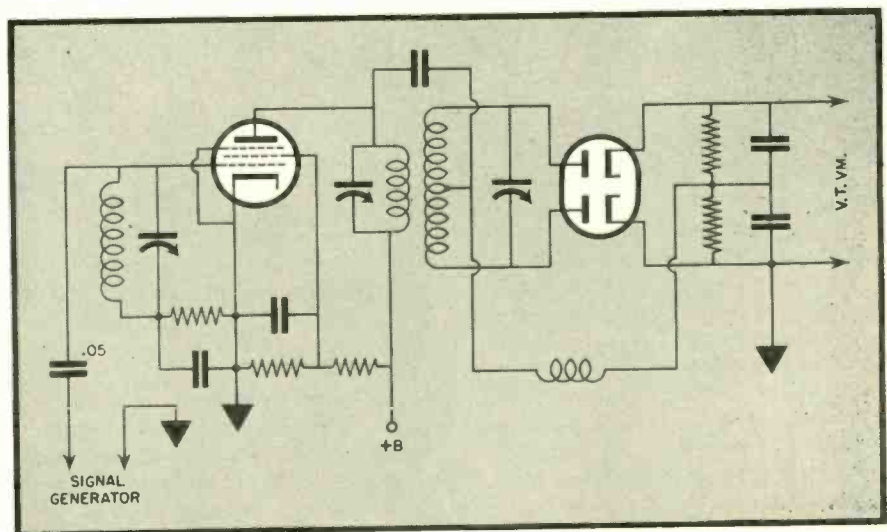 .05
SIGNAL
GENERATOR
+B
V.T. VM.